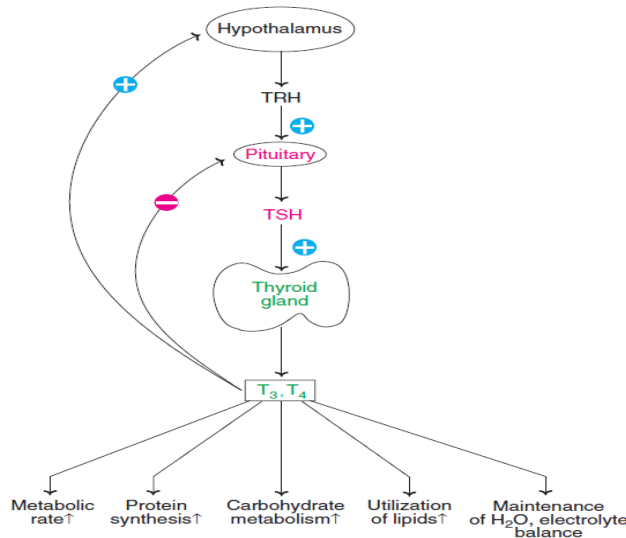 Hypothalamus
+
TRH
+
Pituitary
−
TSH
+
Thyroid
gland
T₃, T₄
Metabolic
rate↑
Protein
synthesis↑
Carbohydrate
metabolism↑
Utilization
of lipids↑
Maintenance
of H₂O, electrolyte
balance